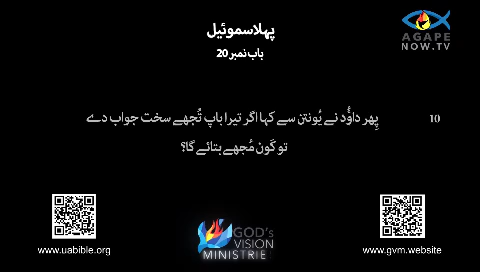 پہلا سموئیل
باب نمبر 20
AGAPE
NOW.TV
10 پِھر داؤُد نے یُونتن سے کہا اگر تیرا باپ تُجھے سخت جواب دے
تو کَون مُجھے بتائے گا؟
GOD's
VISION
MINISTRIE
www.uabible.org
www.gvm.website